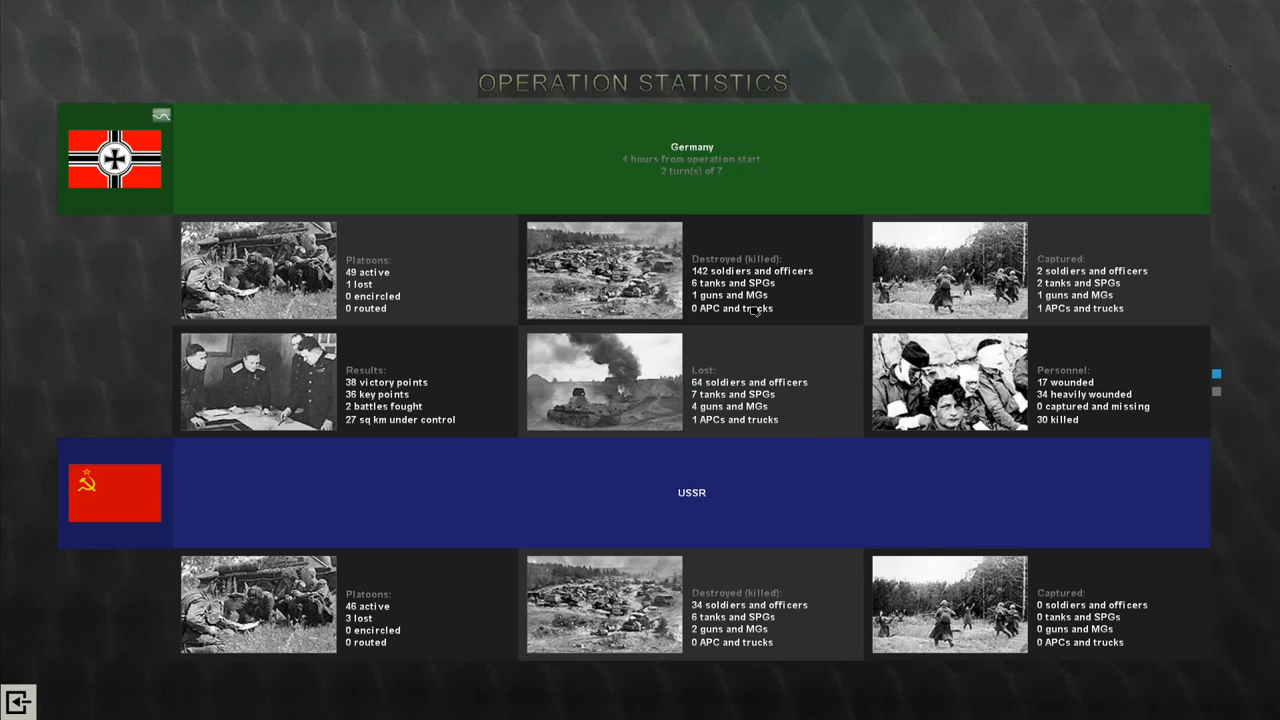 OPERATION STATISTICS
Germany
4 hours from operation start
2 turn(s) of 7
Platoons:
49 active
1 lost
0 encircled
0 routed
Destroyed (killed):
142 soldiers and officers
6 tanks and SPGs
1 guns and MGs
0 APC and trucks
Captured:
2 soldiers and officers
2 tanks and SPGs
1 guns and MGs
1 APCs and trucks
Results:
38 victory points
36 key points
2 battles fought
27 sq km under control
Lost:
64 soldiers and officers
7 tanks and SPGs
4 guns and MGs
1 APCs and trucks
Personnel:
17 wounded
34 heavily wounded
0 captured and missing
30 killed
USSR
Platoons:
46 active
3 lost
0 encircled
0 routed
Destroyed (killed):
34 soldiers and officers
6 tanks and SPGs
2 guns and MGs
0 APC and trucks
Captured:
0 soldiers and officers
0 tanks and SPGs
0 guns and MGs
0 APCs and trucks